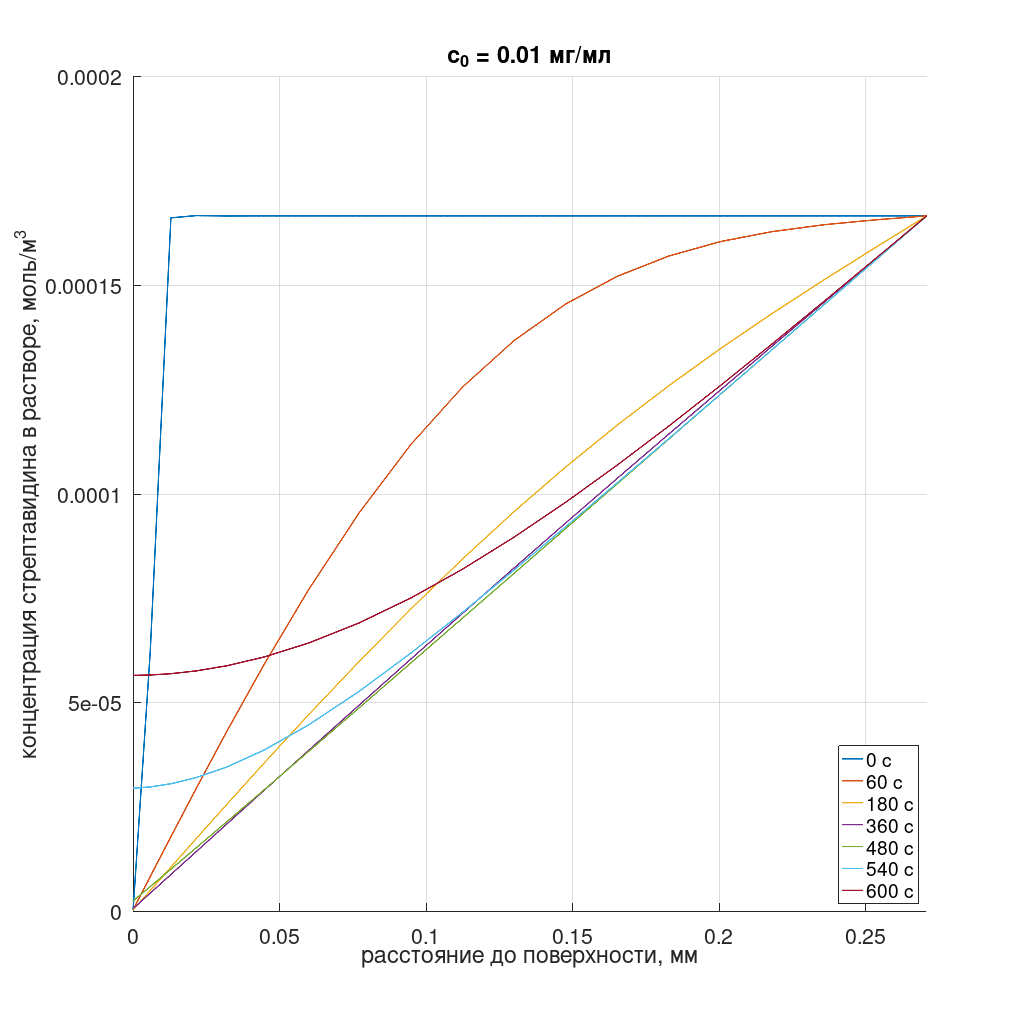 c₀ = 0.01 мг/мл
0.0002
0.00015
0.0001
5e-05
0
концентрация стрептавидина в растворе, моль/м³
0 с
60 с
180 с
360 с
480 с
540 с
600 с
0 0.05 0.1 0.15 0.2 0.25
расстояние до поверхности, мм